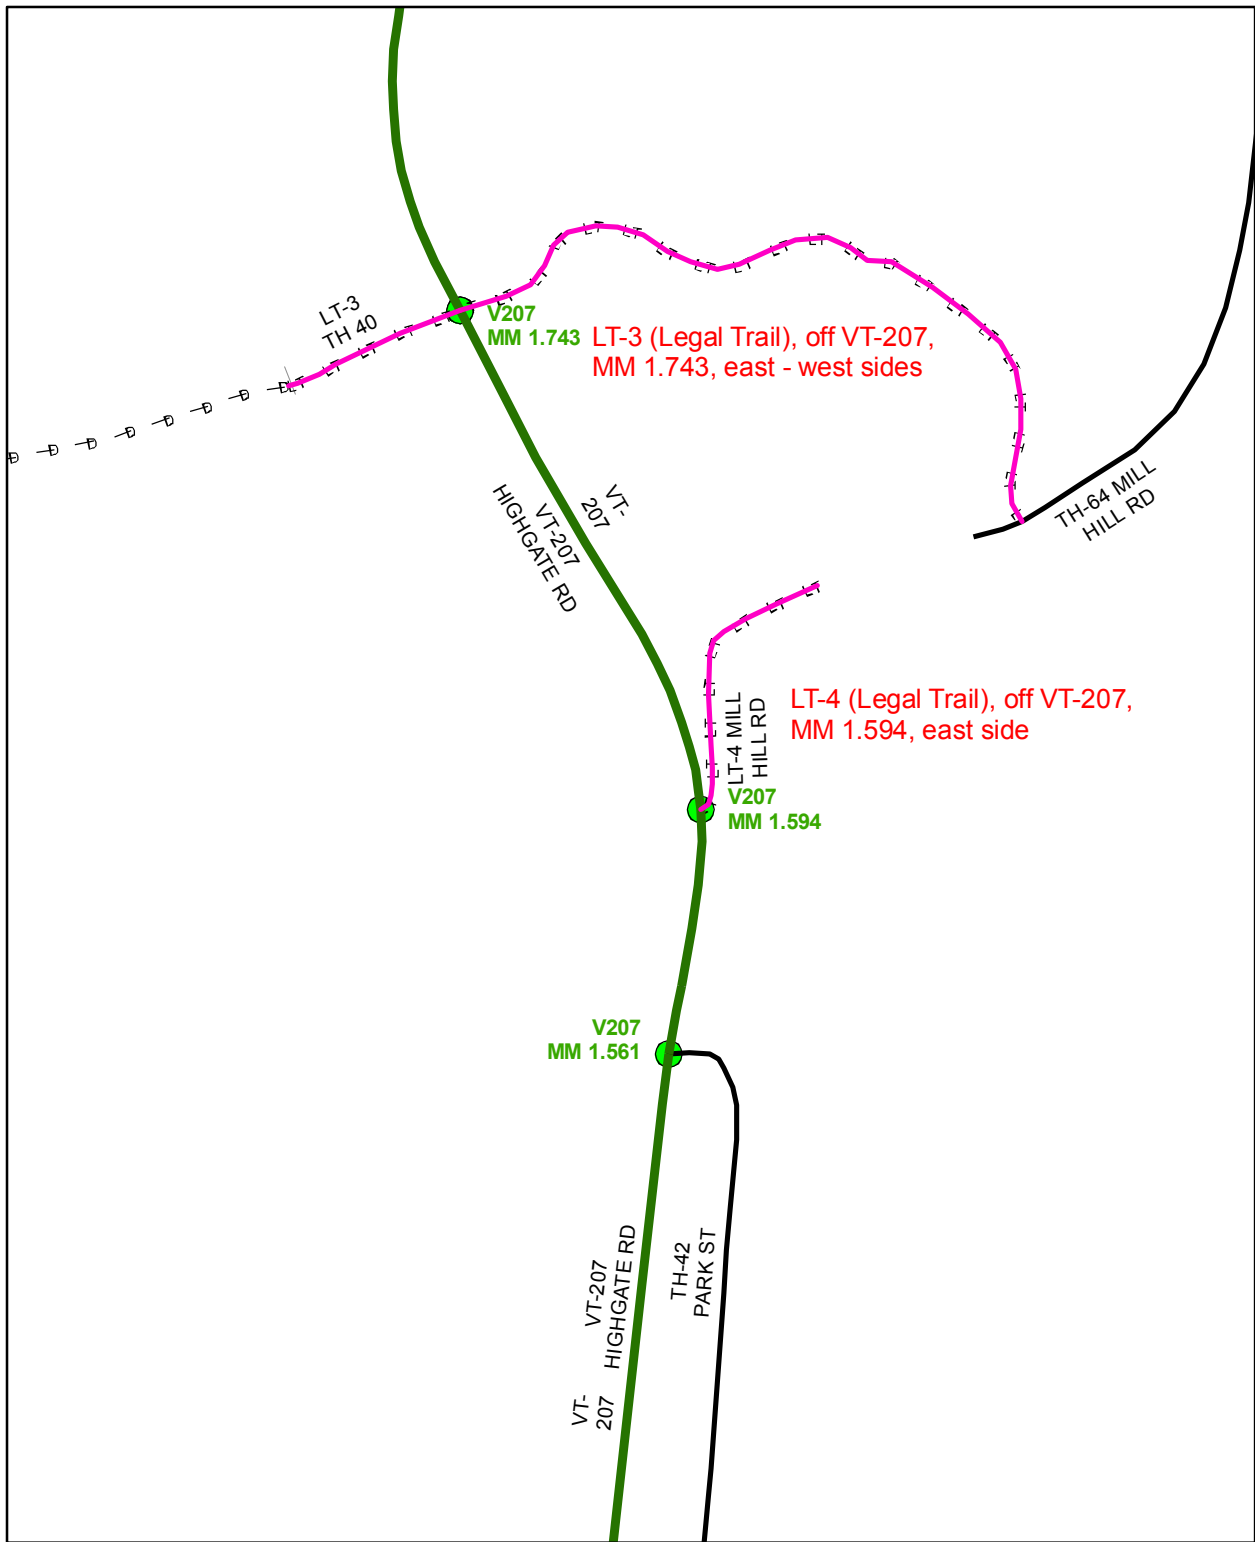 LT-3
TH 40
V207
MM 1.743
LT-3 (Legal Trail), off VT-207,
MM 1.743, east - west sides
VT-
207
VT-207
HIGHGATE RD
TH-64 MILL
HILL RD
LT-4 MILL
HILL RD
LT-4 (Legal Trail), off VT-207,
MM 1.594, east side
V207
MM 1.594
V207
MM 1.561
VT-207
HIGHGATE RD
TH-42
PARK ST
VT-
207